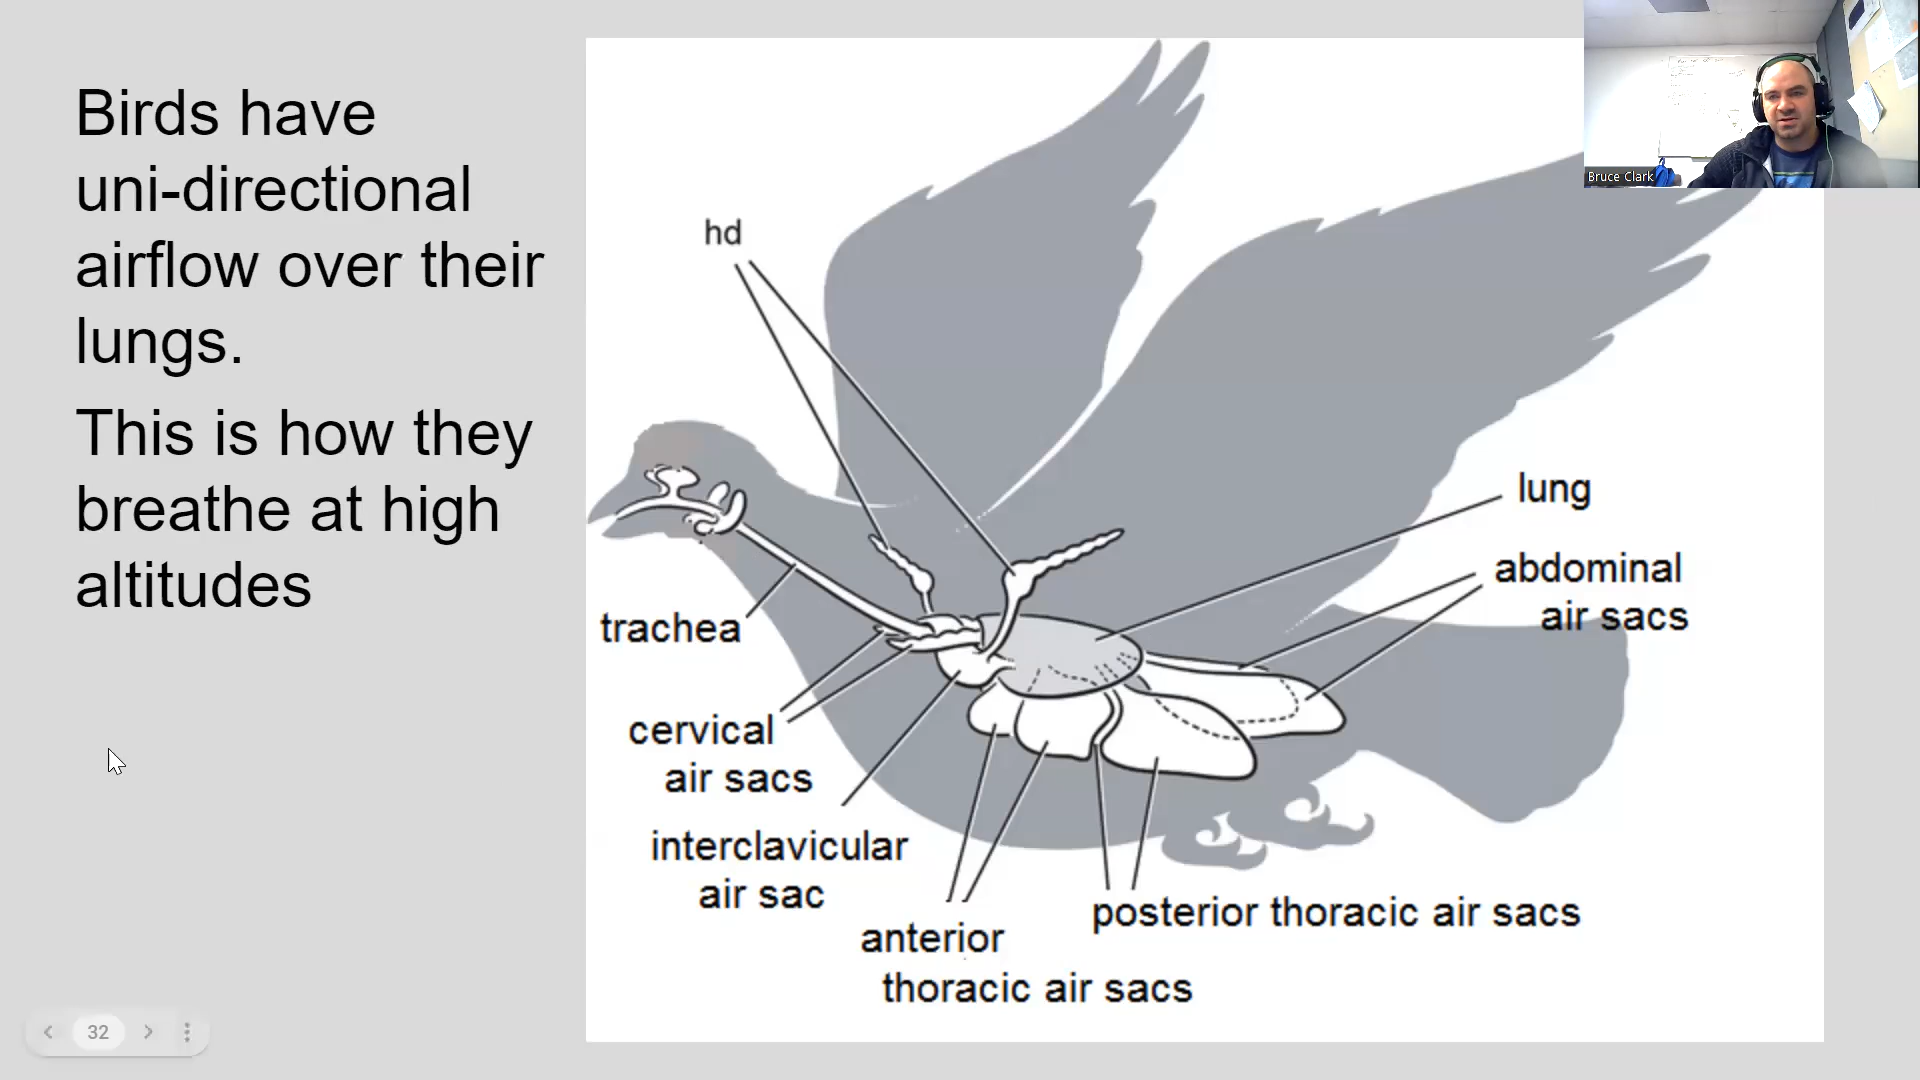 Birds have
uni-directional
airflow over their
lungs.
This is how they
breathe at high
altitudes
hd
lung
abdominal
air sacs
trachea
cervical
air sacs
interclavicular
air sac
anterior
thoracic air sacs
posterior thoracic air sacs
Bruce Clark
32